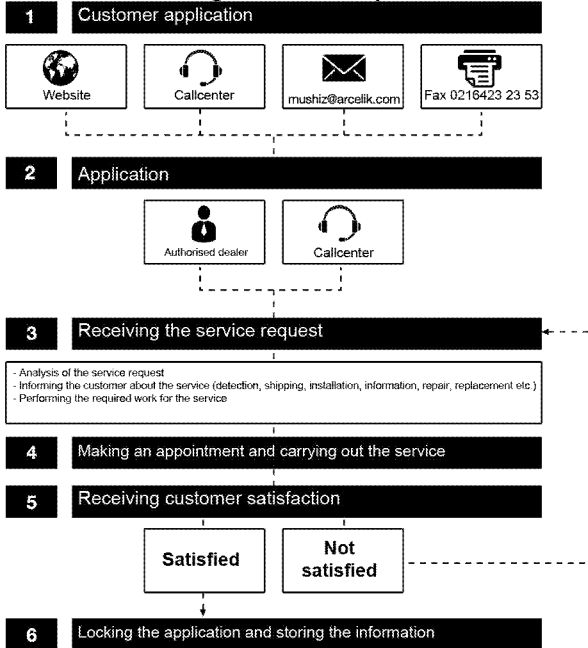 1 Customer application
Website
Callcenter
mushiz@arcelik.com
Fax 0216423 23 53
2 Application
Authorised dealer
Callcenter
3 Receiving the service request
- Analysis of the service request
- Informing the customer about the service (detection, shipping, installation, information, repair, replacement etc.)
- Performing the required work for the service
4 Making an appointment and carrying out the service
5 Receiving customer satisfaction
Satisfied
Not
satisfied
6 Locking the application and storing the information